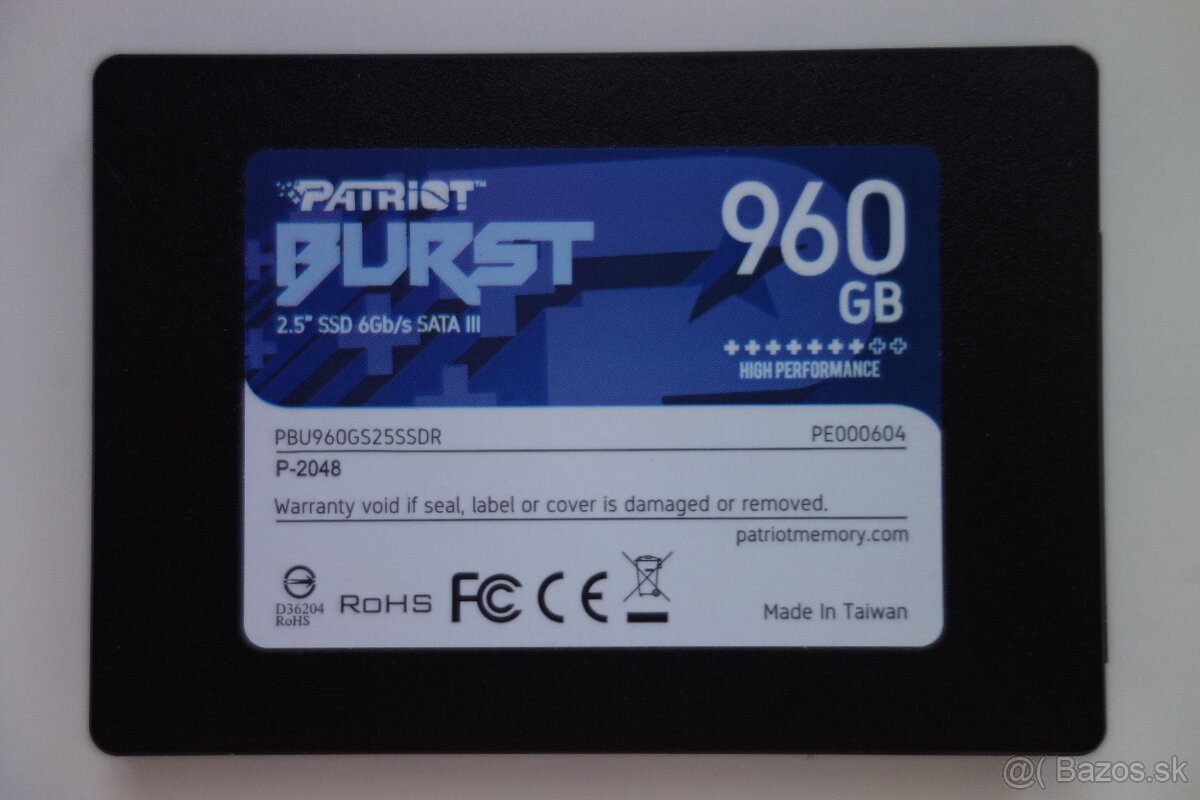 PATRIOT™
BURST
2.5” SSD 6Gb/s SATA III
960
GB
HIGH PERFORMANCE
PBU960GS25SSDR
PE000604
P-2048
Warranty void if seal, label or cover is damaged or removed.
patriotmemory.com
D36204
RoHS
RoHS
FC CE
Made In Taiwan
@( Bazos.sk